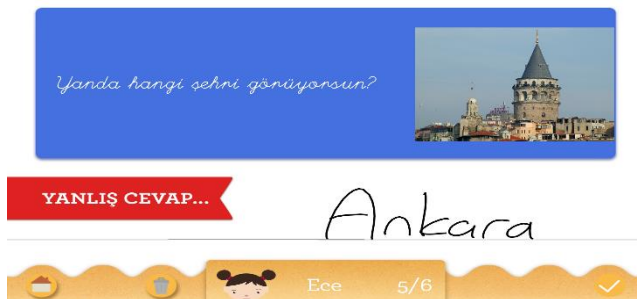 Yanda hangi şehri görüyorsun?
YANLIŞ CEVAP...
Ankara
Ece 5/6